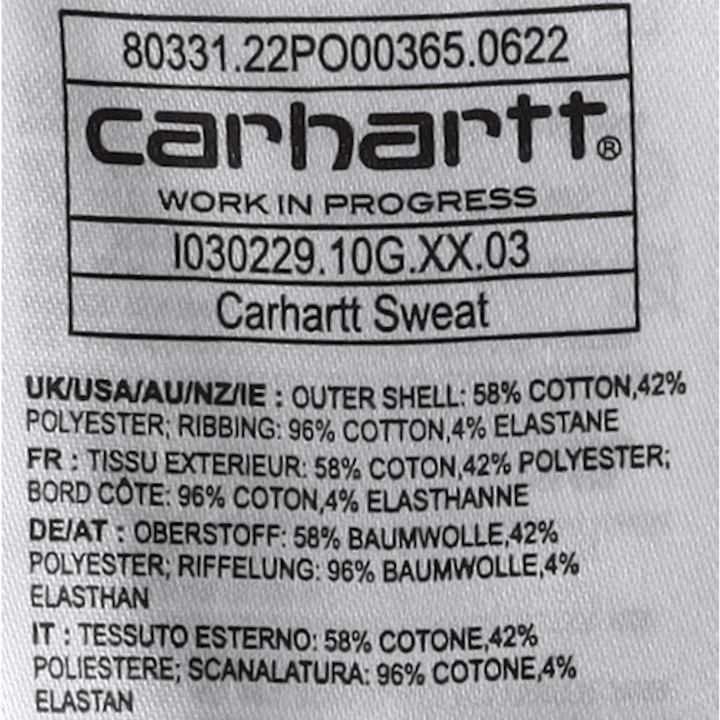 80331.22PO00365.0622
carhartt®
WORK IN PROGRESS
I030229.10G.XX.03
Carhartt Sweat
UK/USA/AU/NZ/IE : OUTER SHELL: 58% COTTON,42%
POLYESTER; RIBBING: 96% COTTON,4% ELASTANE
FR : TISSU EXTERIEUR: 58% COTON,42% POLYESTER;
BORD CÔTE: 96% COTON,4% ELASTHANNE
DE/AT : OBERSTOFF: 58% BAUMWOLLE,42%
POLYESTER; RIFFELUNG: 96% BAUMWOLLE,4%
ELASTHAN
IT : TESSUTO ESTERNO: 58% COTONE,42%
POLIESTERE; SCANALATURA: 96% COTONE,4%
ELASTAN